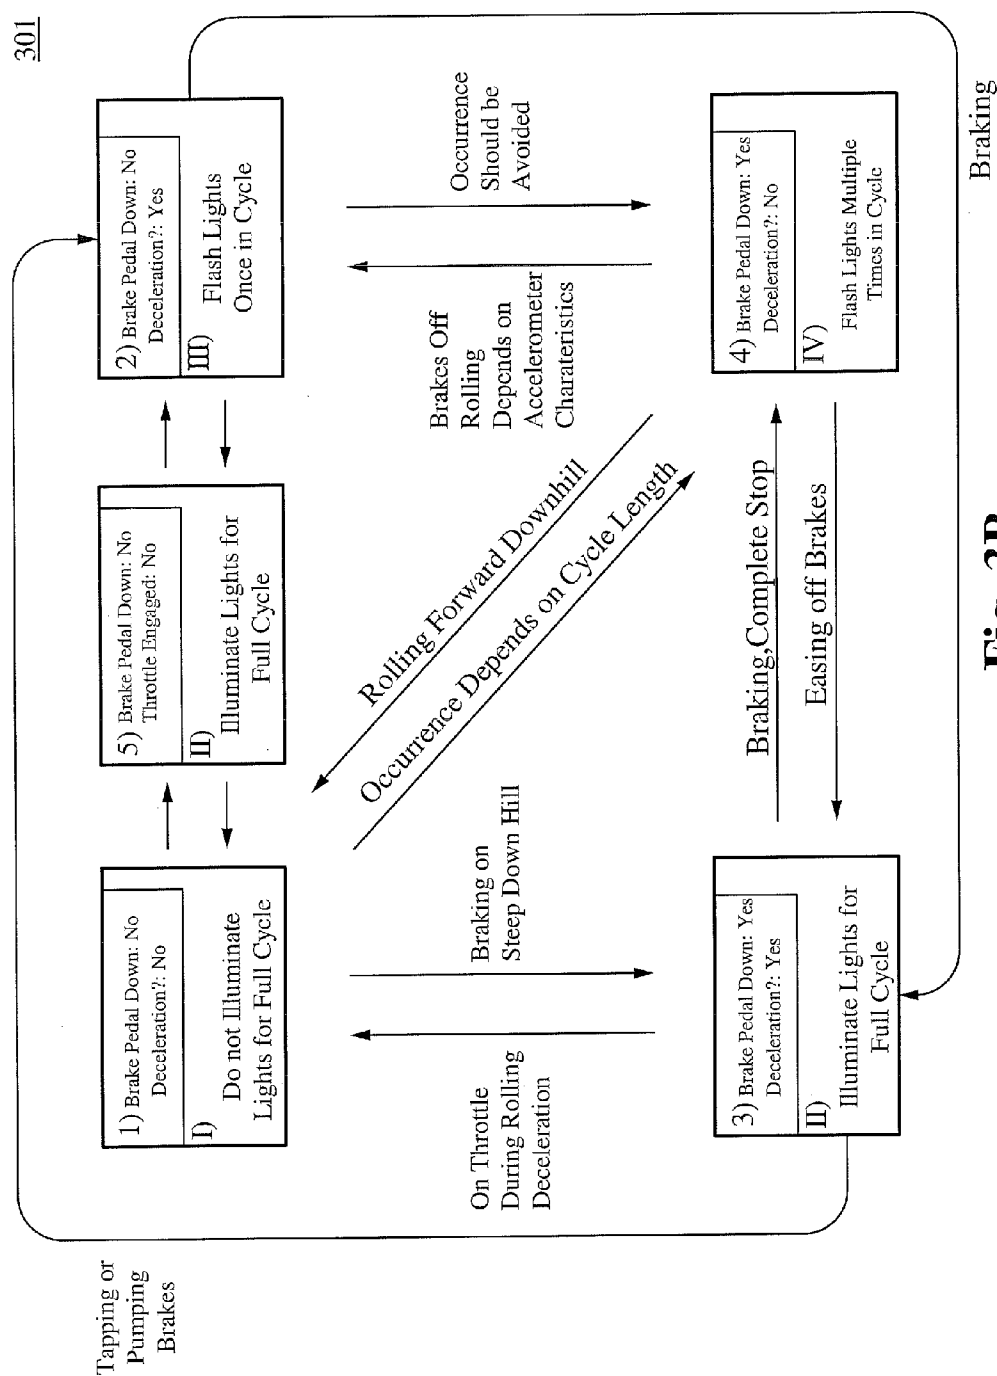 301
Tapping or
Pumping
Brakes
1) Brake Pedal Down: No
Deceleration?: No
I)
Do not Illuminate
Lights for Full Cycle
5) Brake Pedal Down: No
Throttle Engaged: No
II)
Illuminate Lights for
Full Cycle
2) Brake Pedal Down: No
Deceleration?: Yes
III)
Flash Lights
Once in Cycle
On Throttle
During Rolling
Deceleration
Braking on
Steep Down Hill
Rolling Forward Downhill
Occurrence Depends on Cycle Length
Brakes Off
Rolling
Depends on
Accelerometer
Charateristics
Occurrence
Should be
Avoided
3) Brake Pedal Down: Yes
Deceleration?: Yes
II)
Illuminate Lights for
Full Cycle
Braking,Complete Stop
Easing off Brakes
4) Brake Pedal Down: Yes
Deceleration?: No
IV)
Flash Lights Multiple
Times in Cycle
Braking